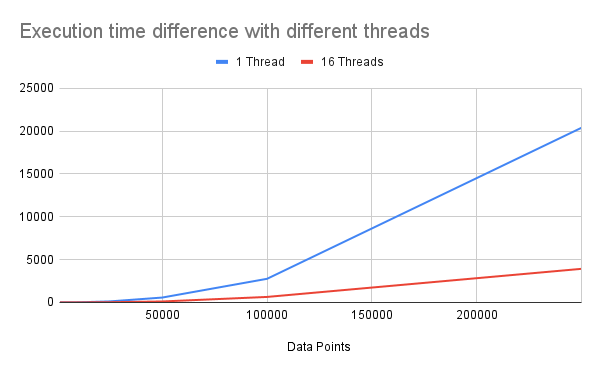 Execution time difference with different threads
1 Thread 16 Threads
25000
20000
15000
10000
5000
0
50000 100000 150000 200000
Data Points